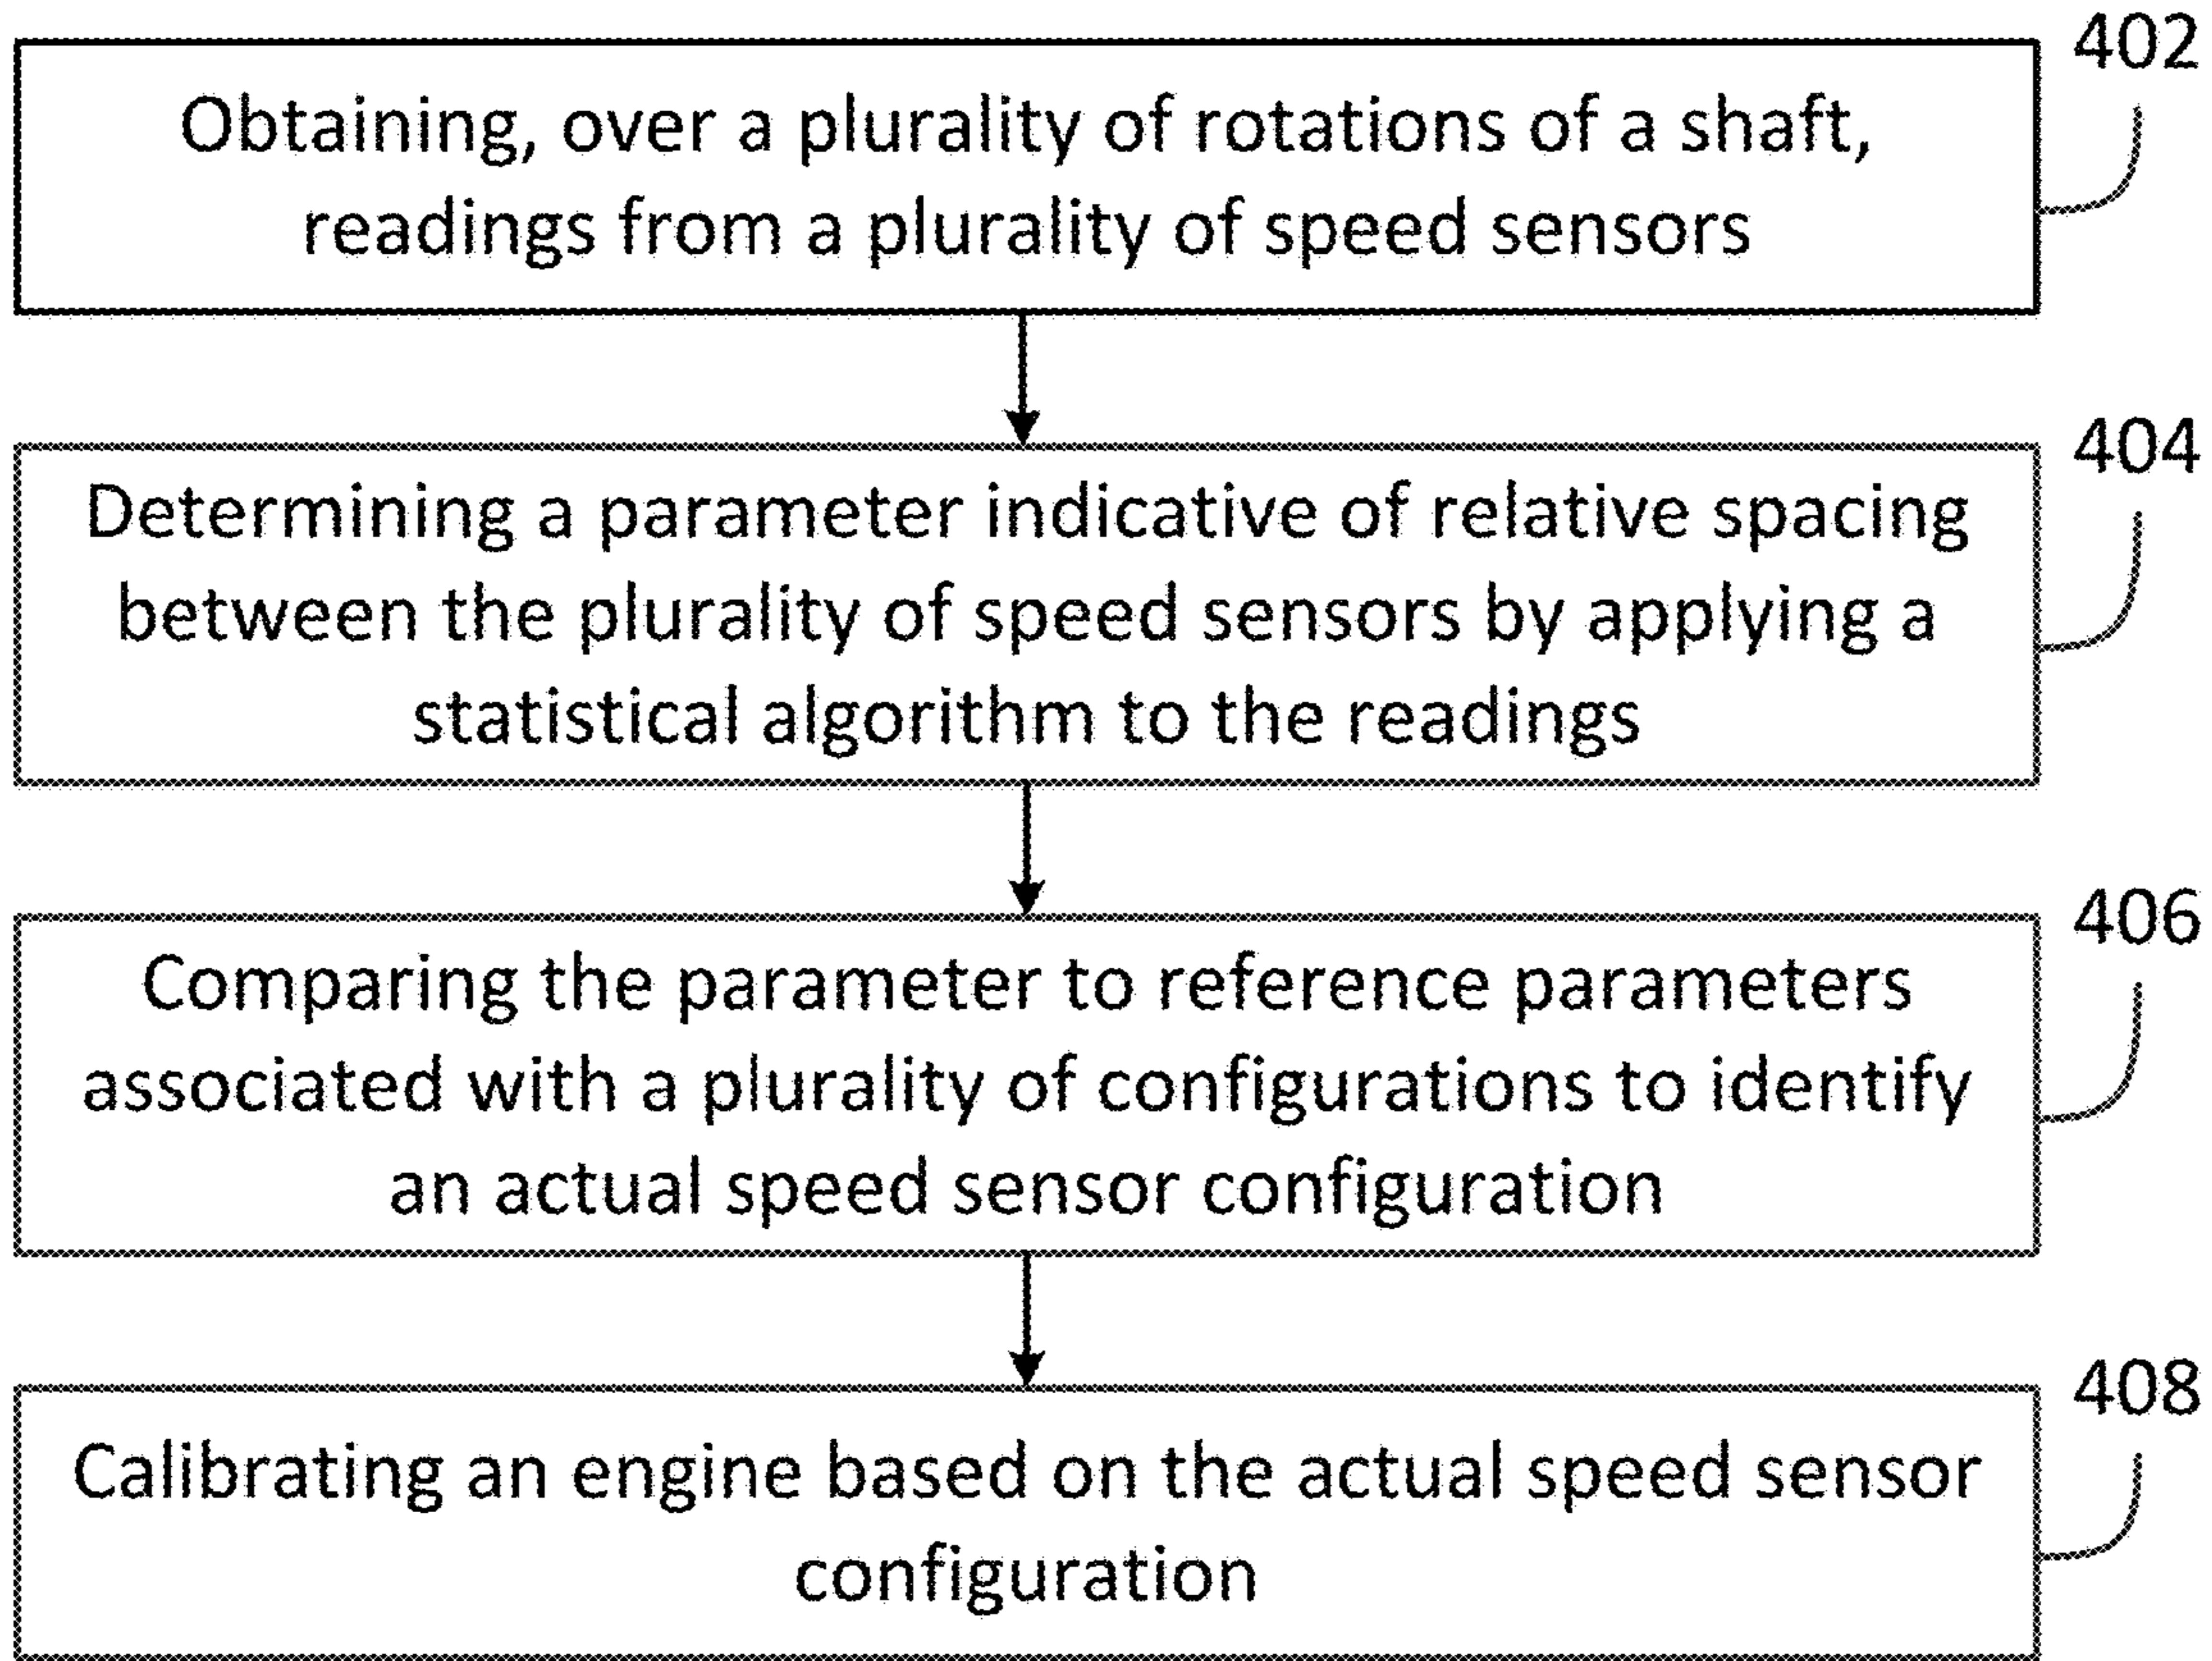 402
Obtaining, over a plurality of rotations of a shaft,
readings from a plurality of speed sensors
404
Determining a parameter indicative of relative spacing
between the plurality of speed sensors by applying a
statistical algorithm to the readings
406
Comparing the parameter to reference parameters
associated with a plurality of configurations to identify
an actual speed sensor configuration
408
Calibrating an engine based on the actual speed sensor
configuration